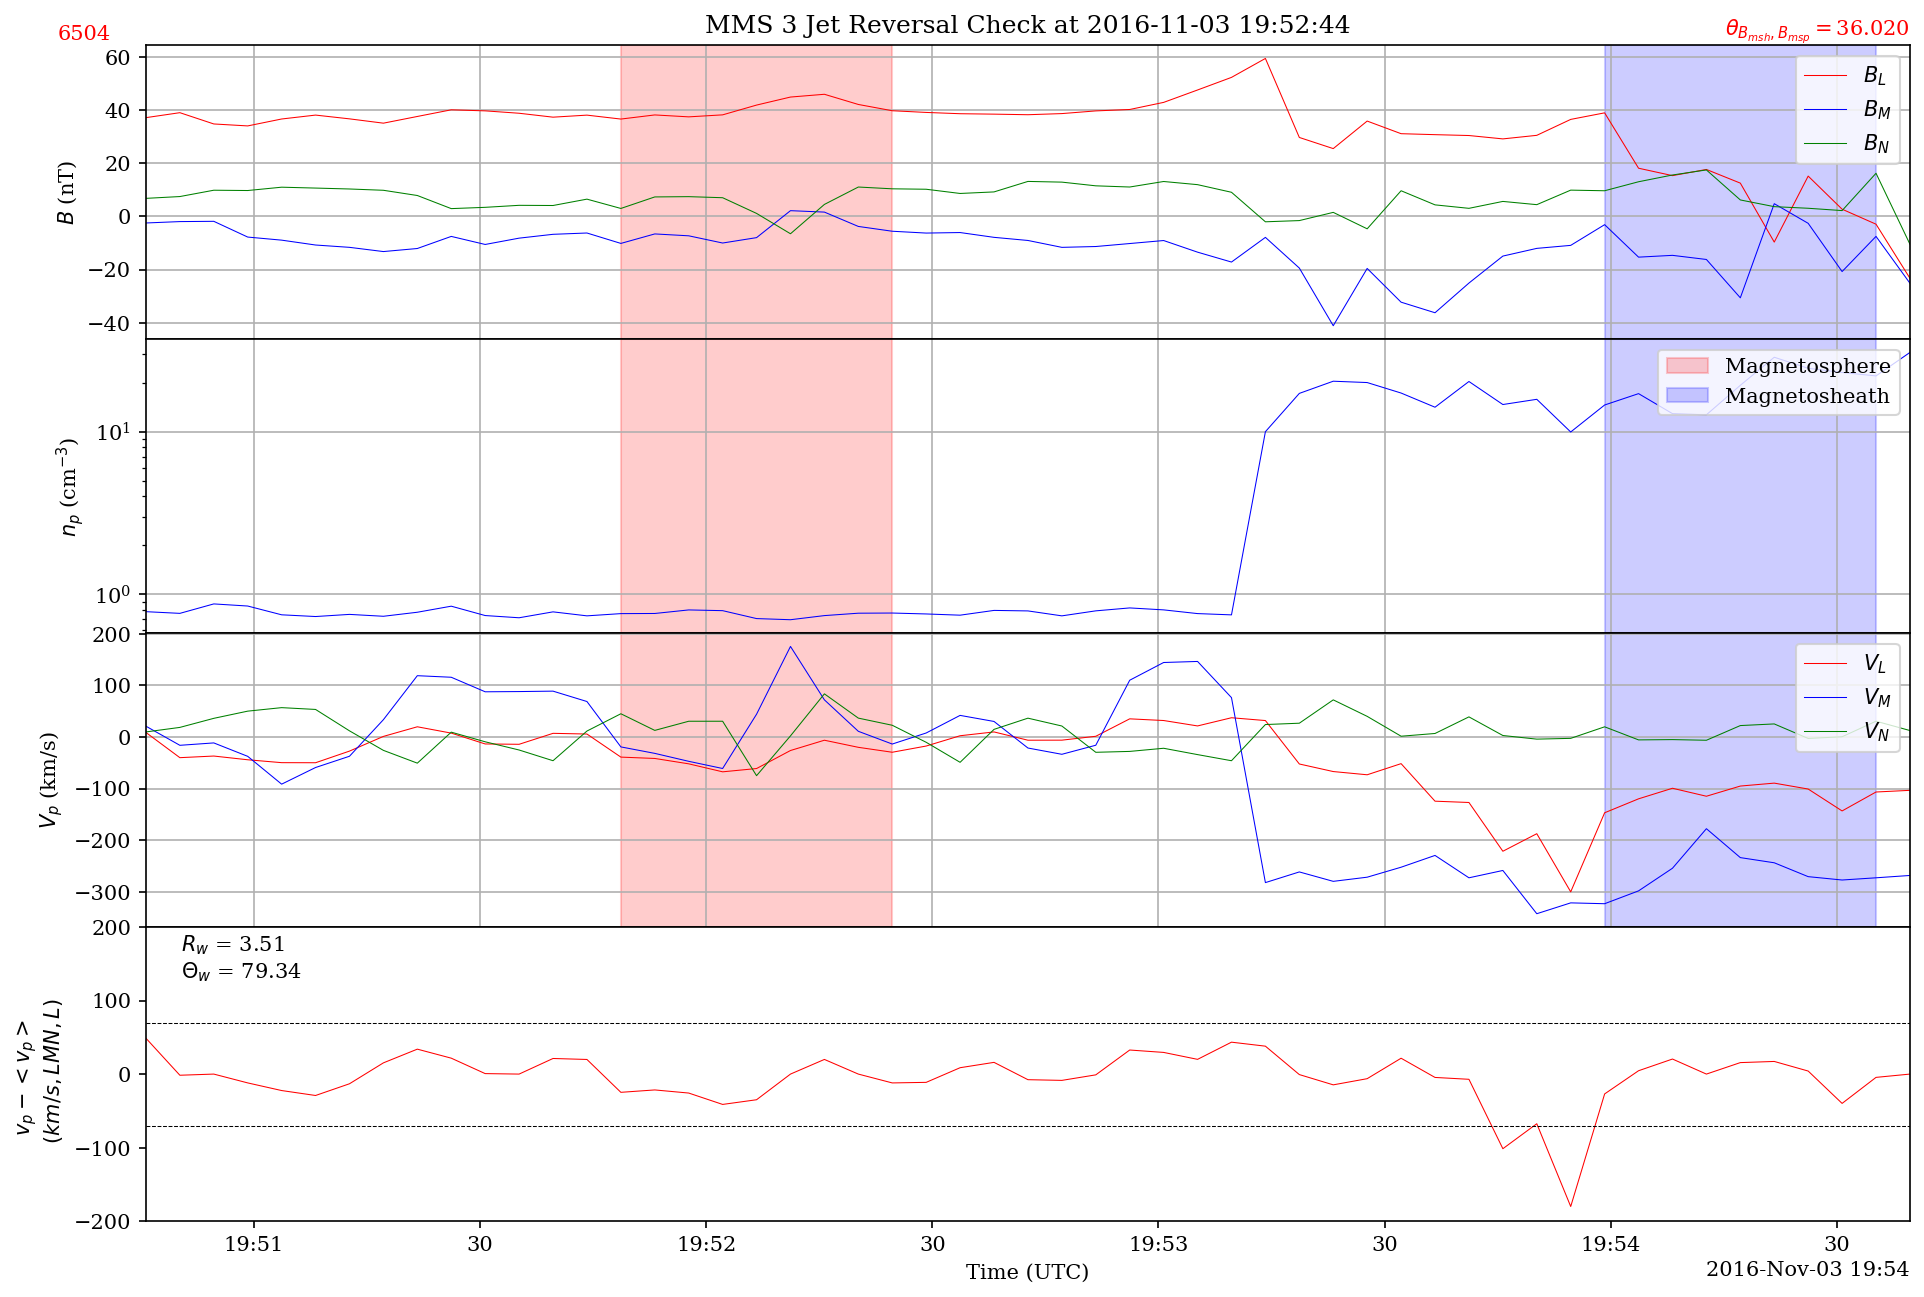 6504
MMS 3 Jet Reversal Check at 2016-11-03 19:52:44
θ_{B_{msh}, B_{msp}} = 36.020
60
40
20
0
−20
−40
B (nT)
B_L
B_M
B_N
10^1
10^0
n_p (cm^{−3})
Magnetosphere
Magnetosheath
200
100
0
−100
−200
−300
V_p (km/s)
V_L
V_M
V_N
200
100
0
−100
−200
v_p − < v_p >
(km/s, LMN, L)
R_w = 3.51
Θ_w = 79.34
19:51
30
19:52
30
19:53
30
19:54
30
Time (UTC)
2016-Nov-03 19:54